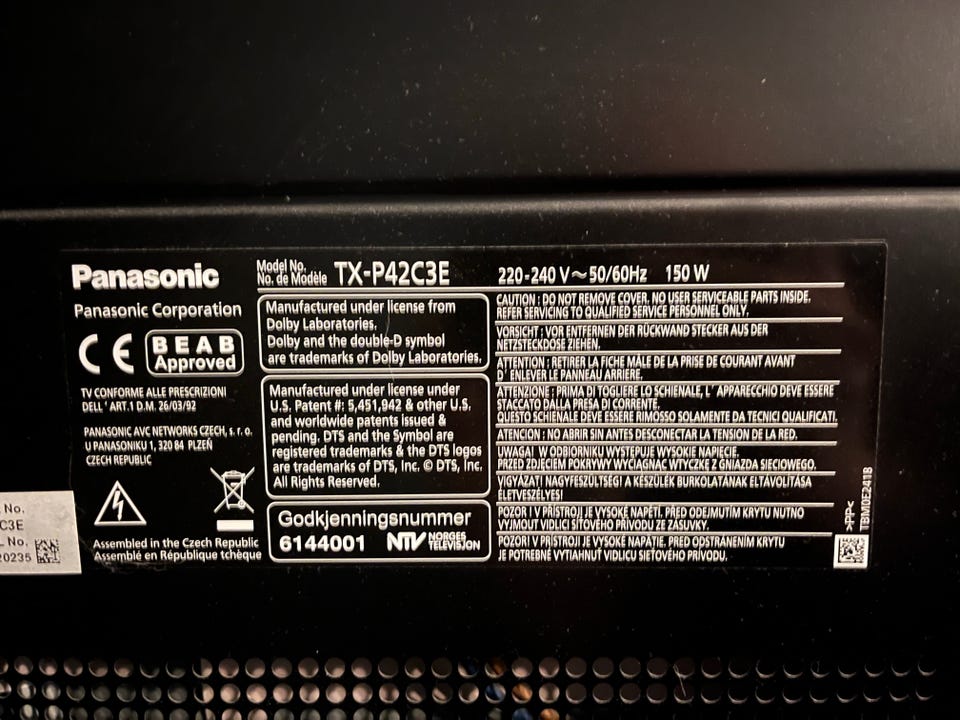 Panasonic
Panasonic Corporation
CE
BEAB
Approved
TV CONFORME ALLE PRESCRIZIONI
DELL ' ART.1 D.M. 26/03/92
PANASONIC AVC NETWORKS CZECH, s. r. o.
U PANASONIKU 1, 320 84 PLZEŇ
CZECH REPUBLIC
Assembled in the Czech Republic
Assemblé en République tchèque
No.
C3E
No.
20235
Model No.
No. de Modèle
TX-P42C3E
Manufactured under license from
Dolby Laboratories.
Dolby and the double-D symbol
are trademarks of Dolby Laboratories.
Manufactured under license under
U.S. Patent #: 5,451,942 & other U.S.
and worldwide patents issued &
pending. DTS and the Symbol are
registered trademarks & the DTS logos
are trademarks of DTS, Inc. © DTS, Inc.
All Rights Reserved.
Godkjenningsnummer
6144001
NTV NORGES
TELEVISJON
220-240 V ~ 50/60Hz 150 W
CAUTION : DO NOT REMOVE COVER. NO USER SERVICEABLE PARTS INSIDE.
REFER SERVICING TO QUALIFIED SERVICE PERSONNEL ONLY.
VORSICHT : VOR ENTFERNEN DER RÜCKWAND STECKER AUS DER
NETZSTECKDOSE ZIEHEN.
ATTENTION : RETIRER LA FICHE MÂLE DE LA PRISE DE COURANT AVANT
D' ENLEVER LE PANNEAU ARRIÈRE.
ATTENZIONE : PRIMA DI TOGLIERE LO SCHIENALE, L' APPARECCHIO DEVE ESSERE
STACCATO DALLA PRESA DI CORRENTE.
QUESTO SCHIENALE DEVE ESSERE RIMOSSO SOLAMENTE DA TECNICI QUALIFICATI.
ATENCION : NO ABRIR SIN ANTES DESCONECTAR LA TENSION DE LA RED.
UWAGA! W ODBIORNIKU WYSTĘPUJE WYSOKIE NAPIĘCIE.
PRZED ZDJĘCIEM POKRYWY WYCIĄGNĄĆ WTYCZKĘ Z GNIAZDA SIECIOWEGO.
VIGYÁZAT! NAGYFESZÜLTSÉG! A KÉSZÜLÉK BURKOLATÁNAK ELTÁVOLÍTÁSA
ÉLETVESZÉLYES!
POZOR ! V PŘÍSTROJI JE VYSOKÉ NAPĚTÍ. PŘED ODEJMUTÍM KRYTU NUTNO
VYJMOUT VIDLICI SÍŤOVÉHO PŘÍVODU ZE ZÁSUVKY.
POZOR! V PRÍSTROJI JE VYSOKÉ NAPÄTIE. PRED ODSTRÁNENÍM KRYTU
JE POTREBNÉ VYTIAHNUŤ VIDLICU SIEŤOVÉHO PRÍVODU.
>PPC<
TBM0E2418